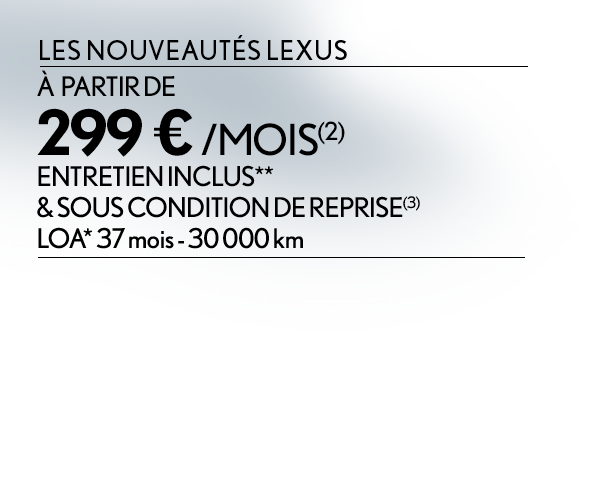 LES NOUVEAUTÉS LEXUS
À PARTIR DE
299 € /MOIS(2)
ENTRETIEN INCLUS**
& SOUS CONDITION DE REPRISE(3)
LOA* 37 mois - 30 000 km